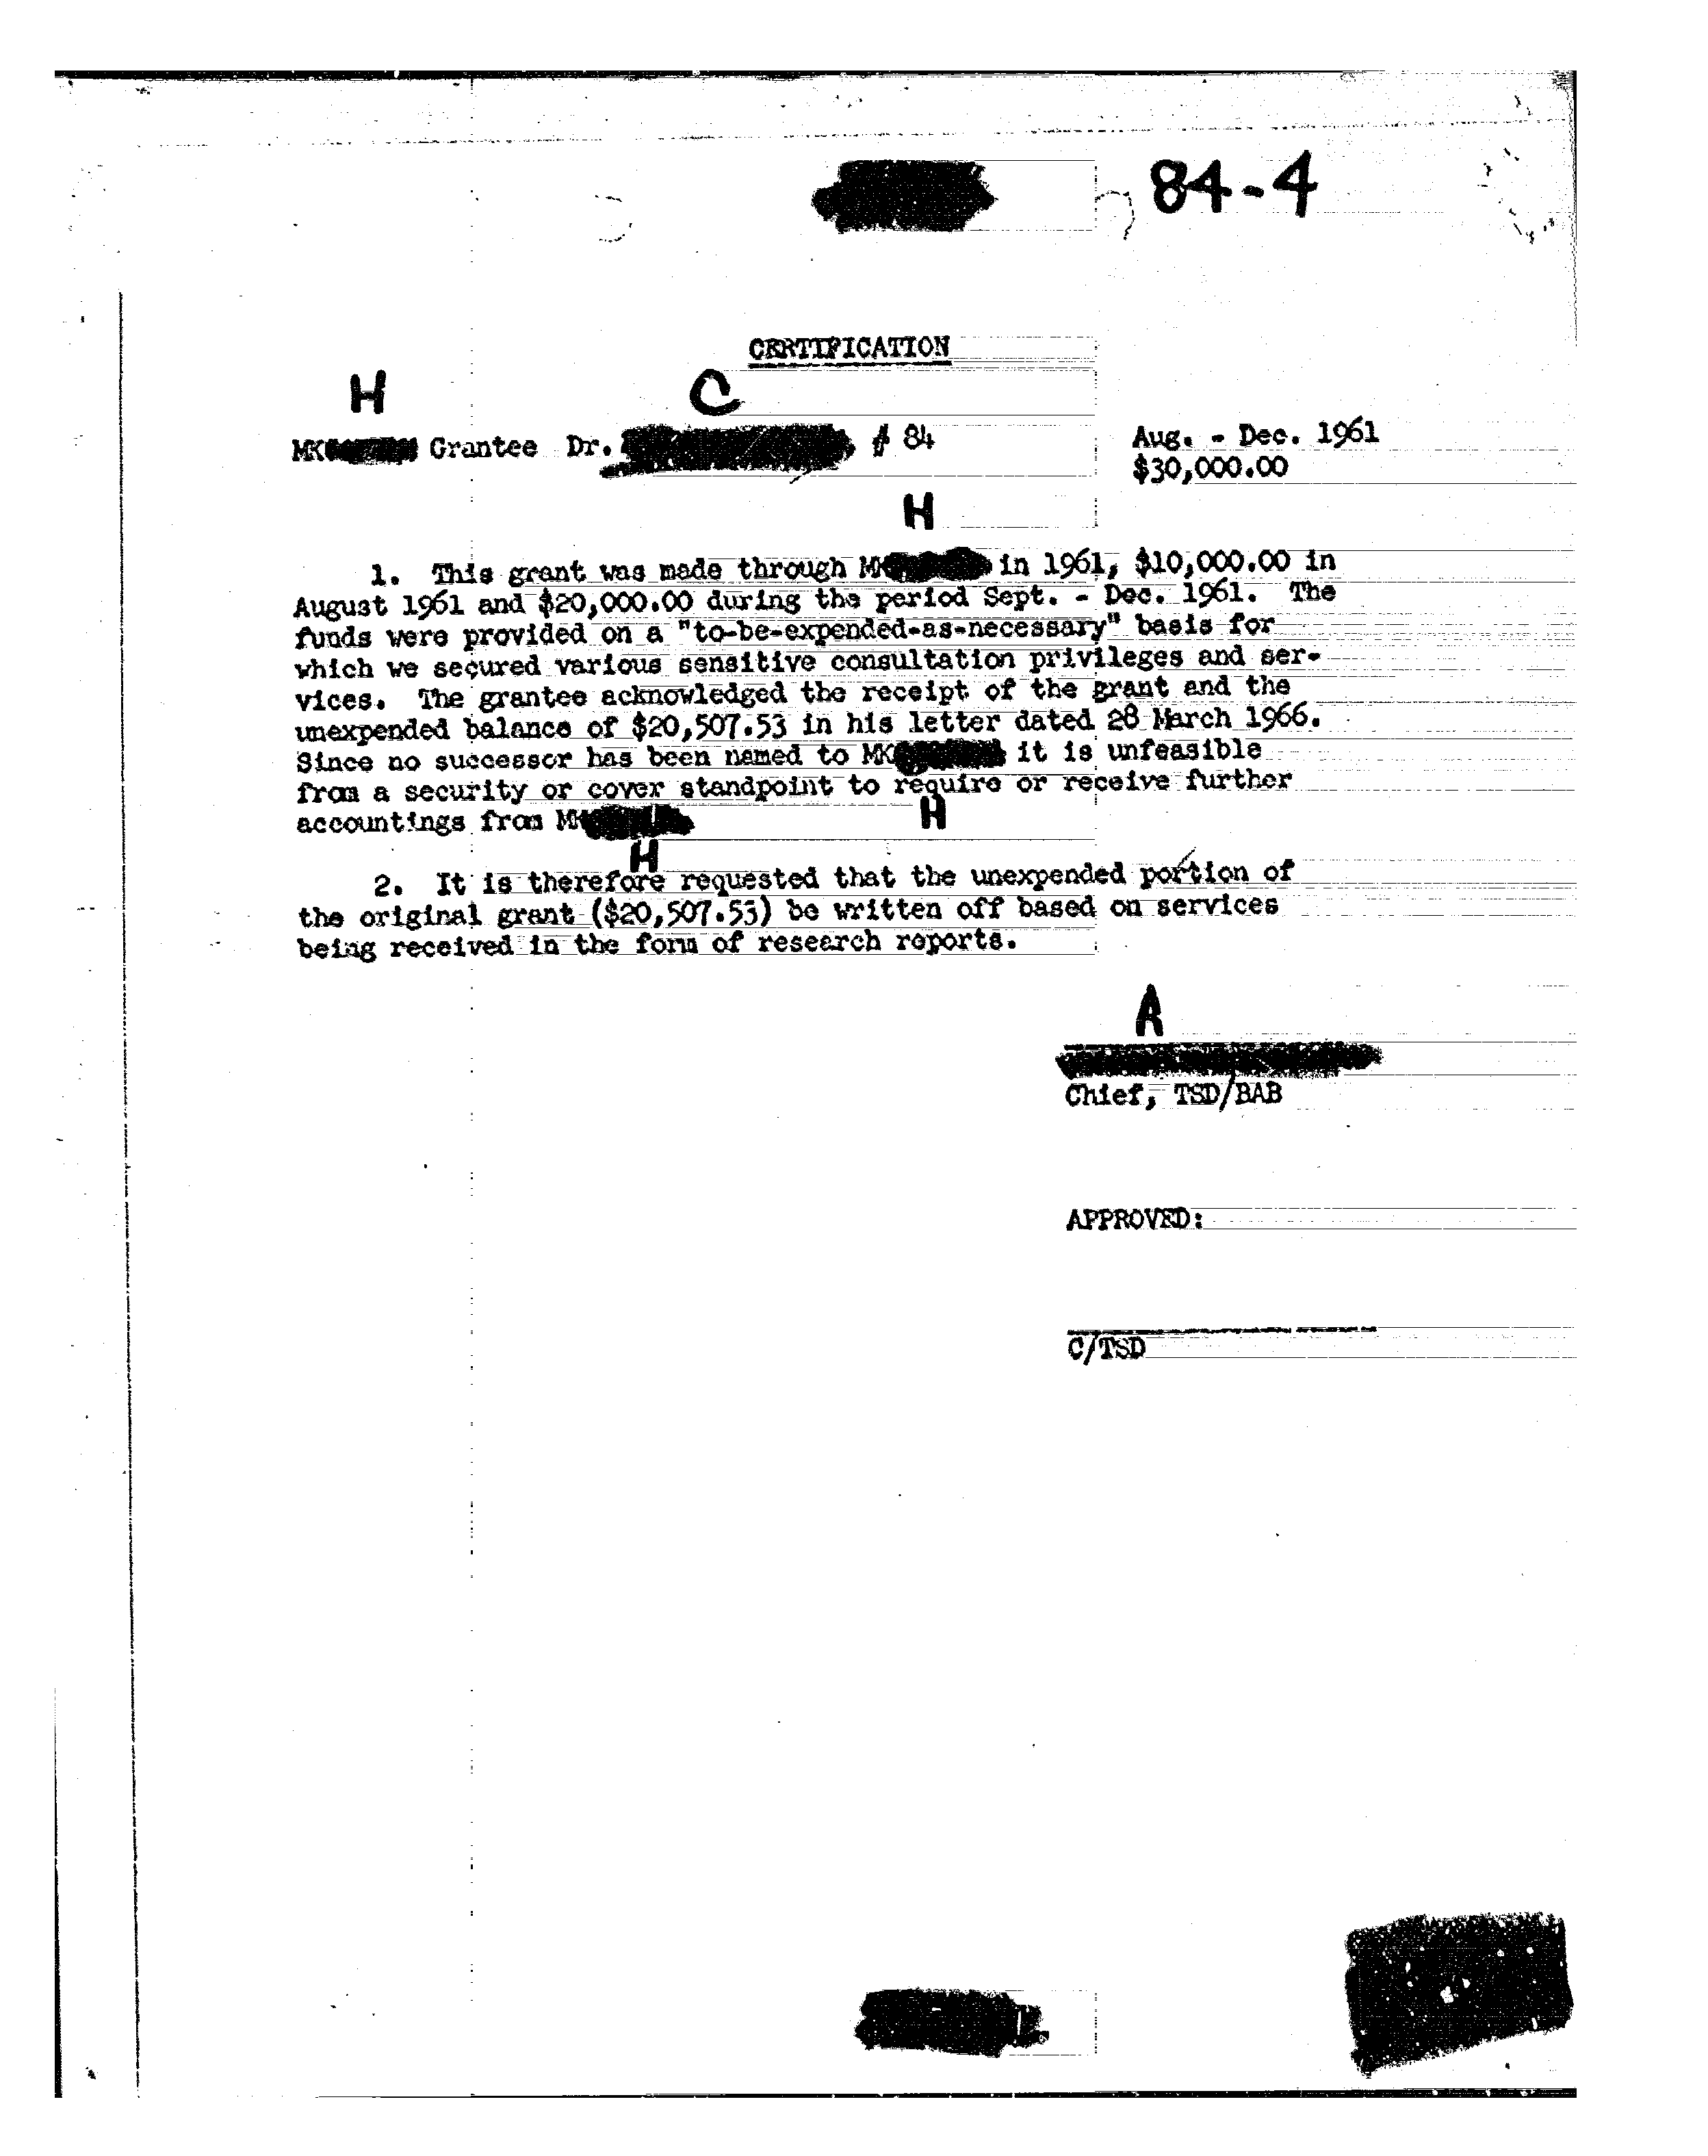 84-4
CERTIFICATION
H C
MK Grantee Dr. # 84
Aug. - Dec. 1961
$30,000.00
H
1. This grant was made through MK in 1961, $10,000.00 in
August 1961 and $20,000.00 during the period Sept. - Dec. 1961. The
funds were provided on a "to-be-expended-as-necessary" basis for
which we secured various sensitive consultation privileges and ser-
vices. The grantee acknowledged the receipt of the grant and the
unexpended balance of $20,507.53 in his letter dated 28 March 1966.
Since no successor has been named to MK it is unfeasible
from a security or cover standpoint to require or receive further
accountings from MK
H
H
2. It is therefore requested that the unexpended portion of
the original grant ($20,507.53) be written off based on services
being received in the form of research reports.
A
Chief, TSD/BAB
APPROVED:
C/TSD